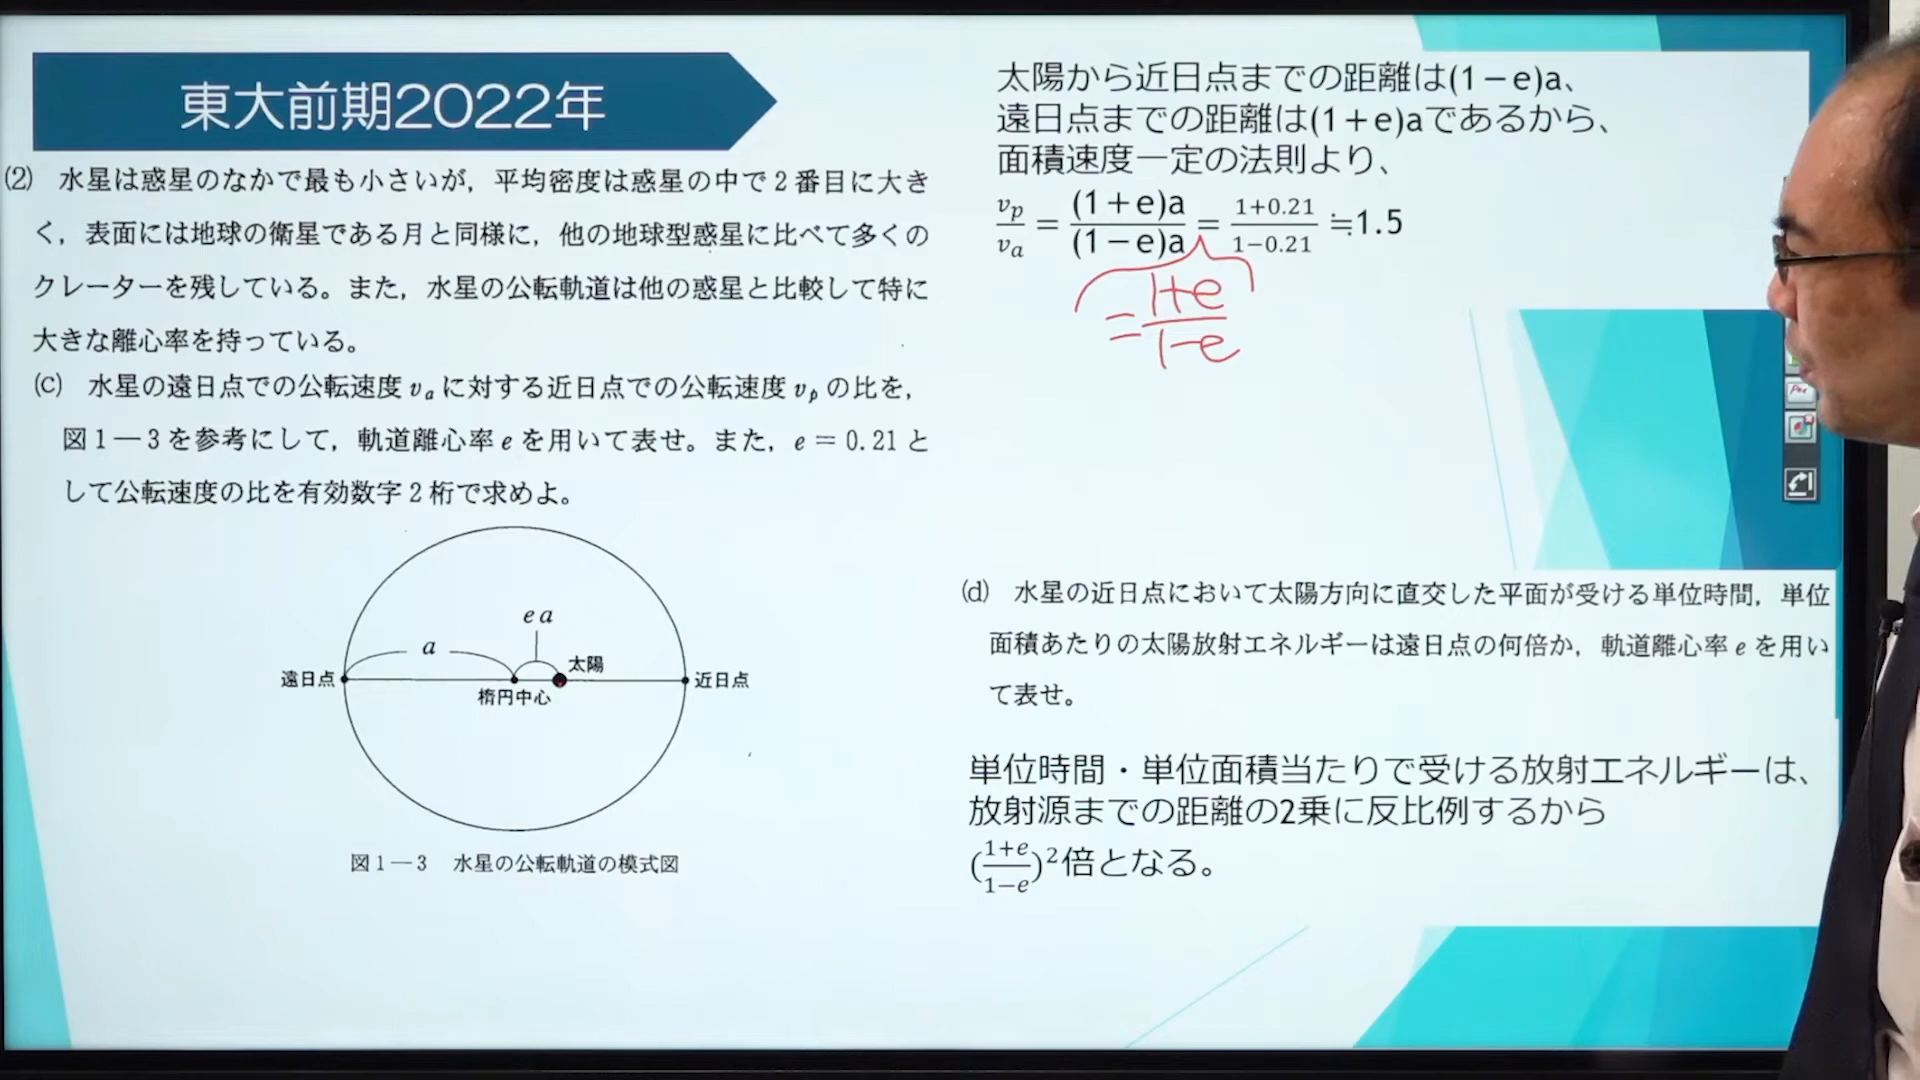 東大前期2022年
(2) 水星は惑星のなかで最も小さいが，平均密度は惑星の中で2番目に大き
く，表面には地球の衛星である月と同様に，他の地球型惑星に比べて多くの
クレーターを残している。また，水星の公転軌道は他の惑星と比較して特に
大きな離心率を持っている。
(c) 水星の遠日点での公転速度 va に対する近日点での公転速度 vp の比を，
図1―3を参考にして，軌道離心率 e を用いて表せ。また，e = 0.21 と
して公転速度の比を有効数字2桁で求めよ。
ea
a
太陽
遠日点
楕円中心
近日点
図1―3 水星の公転軌道の模式図
太陽から近日点までの距離は(1－e)a、
遠日点までの距離は(1＋e)aであるから、
面積速度一定の法則より、
vp/va = (1＋e)a/(1－e)a = 1+0.21/1−0.21 ≒1.5
= 1+e/1-e
(d) 水星の近日点において太陽方向に直交した平面が受ける単位時間，単位
面積あたりの太陽放射エネルギーは遠日点の何倍か，軌道離心率 e を用い
て表せ。
単位時間・単位面積当たりで受ける放射エネルギーは、
放射源までの距離の2乗に反比例するから
(1+e/1−e)²倍となる。